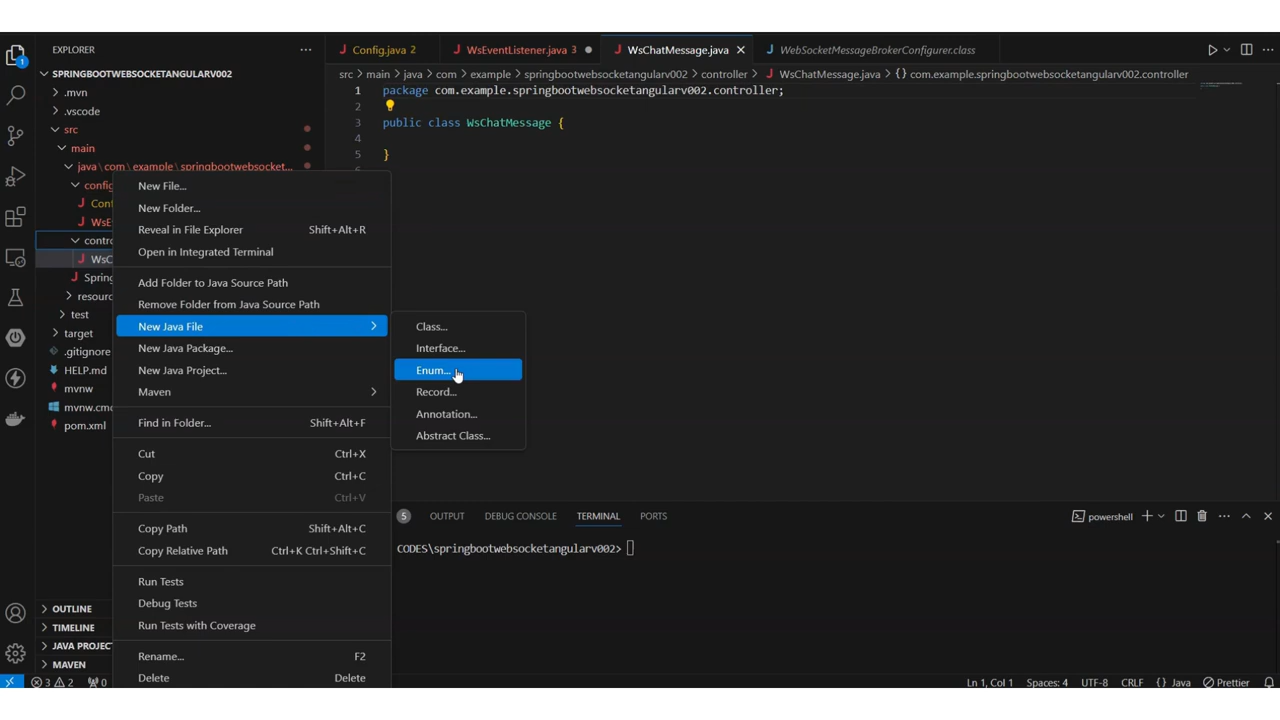 EXPLORER
SPRINGBOOTWEBSOCKETANGULARV002
.mvn
.vscode
src
main
java\com\example\springbootwebsocket...
config
Conf
WsE
contro
WsC
Spring
resourc
test
target
.gitignore
HELP.md
mvnw
mvnw.cmd
pom.xml
OUTLINE
TIMELINE
JAVA PROJEC
MAVEN
New File...
New Folder...
Reveal in File Explorer Shift+Alt+R
Open in Integrated Terminal
Add Folder to Java Source Path
Remove Folder from Java Source Path
New Java File
New Java Package...
New Java Project...
Maven
Find in Folder... Shift+Alt+F
Cut Ctrl+X
Copy Ctrl+C
Paste Ctrl+V
Copy Path Shift+Alt+C
Copy Relative Path Ctrl+K Ctrl+Shift+C
Run Tests
Debug Tests
Run Tests with Coverage
Rename... F2
Delete Delete
Class...
Interface...
Enum...
Record...
Annotation...
Abstract Class...
Config.java 2 WsEventListener.java 3 WsChatMessage.java WebSocketMessageBrokerConfigurer.class
src > main > java > com > example > springbootwebsocketangularv002 > controller > WsChatMessage.java > {} com.example.springbootwebsocketangularv002.controller
1 package com.example.springbootwebsocketangularv002.controller;
2
3 public class WsChatMessage {
4
5 }
5 OUTPUT DEBUG CONSOLE TERMINAL PORTS powershell
CODES\springbootwebsocketangularv002>
1
3 2 0 Ln 1, Col 1 Spaces: 4 UTF-8 CRLF {} Java Prettier